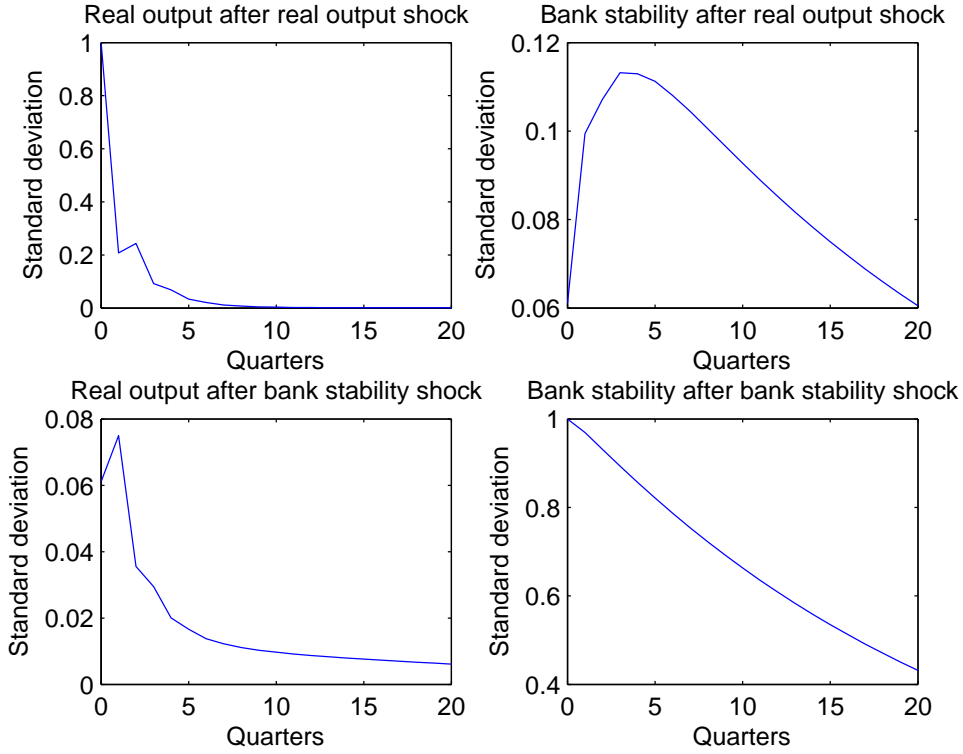 Real output after real output shock
1
0.8
0.6
0.4
0.2
0
Standard deviation
0 5 10 15 20
Quarters
Bank stability after real output shock
0.12
0.1
0.08
0.06
Standard deviation
0 5 10 15 20
Quarters
Real output after bank stability shock
0.08
0.06
0.04
0.02
0
Standard deviation
0 5 10 15 20
Quarters
Bank stability after bank stability shock
1
0.8
0.6
0.4
Standard deviation
0 5 10 15 20
Quarters